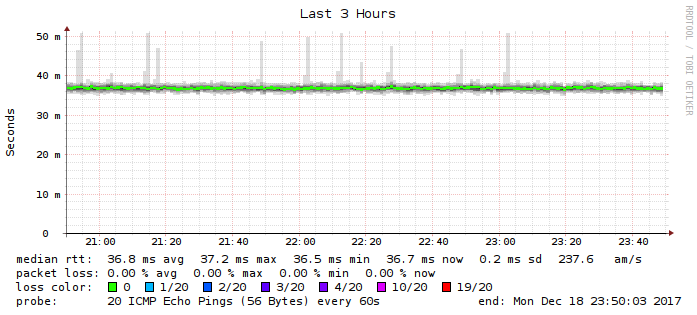 Last 3 Hours
RRDTOOL / TOBI OETIKER
Seconds
50 m
40 m
30 m
20 m
10 m
0
21:00 21:20 21:40 22:00 22:20 22:40 23:00 23:20 23:40
median rtt: 36.8 ms avg 37.2 ms max 36.5 ms min 36.7 ms now 0.2 ms sd 237.6 am/s
packet loss: 0.00 % avg 0.00 % max 0.00 % min 0.00 % now
loss color: 0 1/20 2/20 3/20 4/20 10/20 19/20
probe: 20 ICMP Echo Pings (56 Bytes) every 60s end: Mon Dec 18 23:50:03 2017